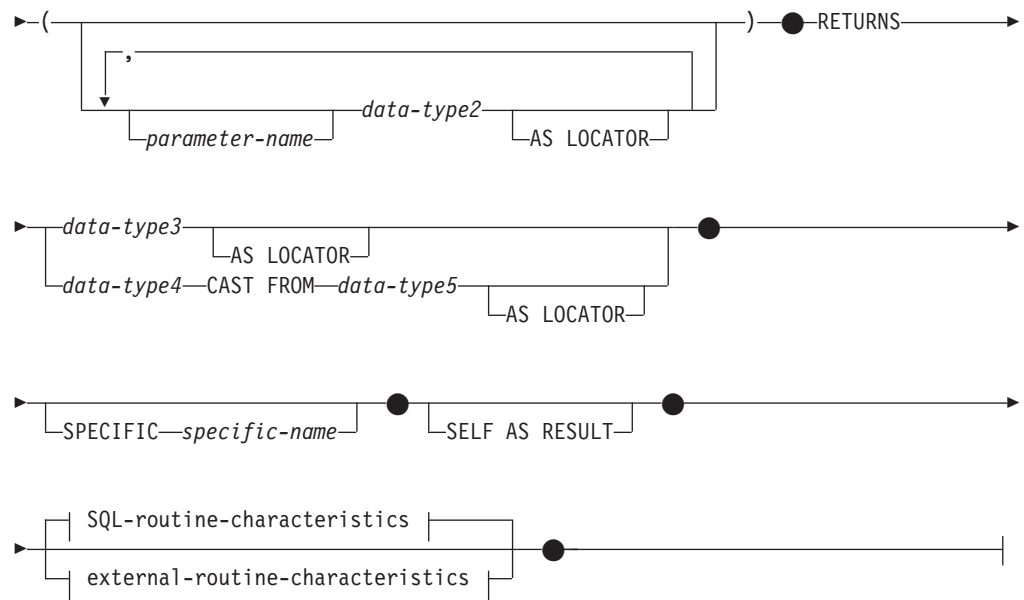 ( ) RETURNS
,
data-type2
parameter-name AS LOCATOR
data-type3
AS LOCATOR
data-type4 CAST FROM data-type5
AS LOCATOR
SPECIFIC specific-name SELF AS RESULT
SQL-routine-characteristics
external-routine-characteristics